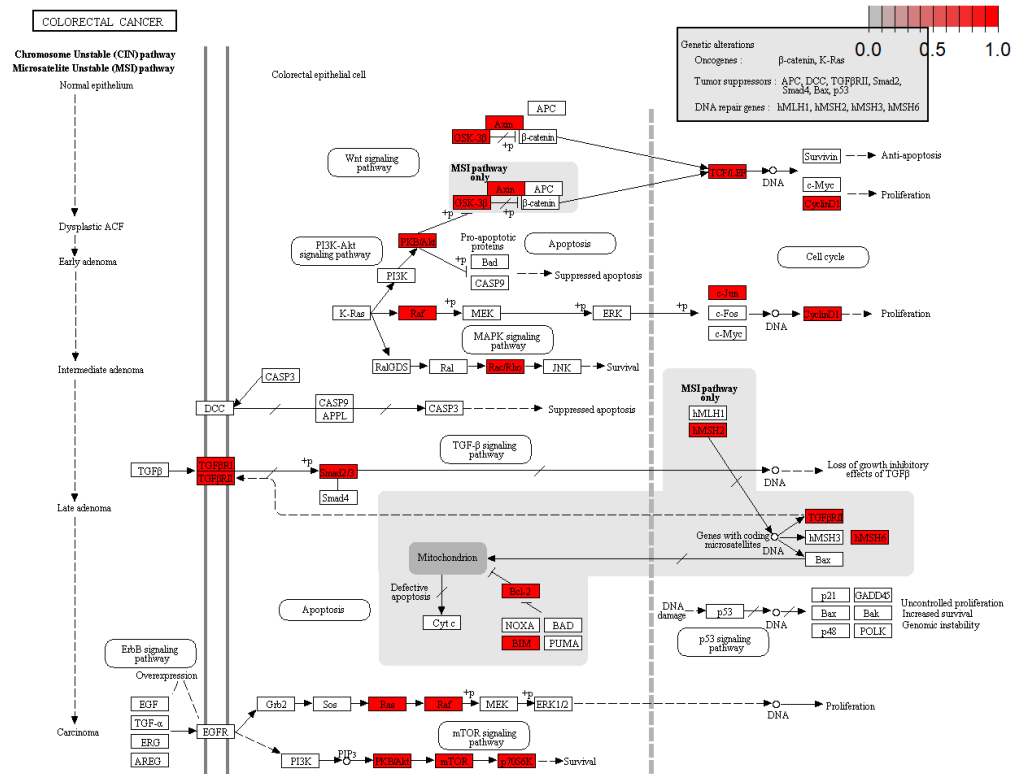 COLORECTAL CANCER
0.0 0.5 1.0
Chromosome Unstable (CIN) pathway
Microsatelite Unstable (MSI) pathway
Normal epithelium
Dysplastic ACF
Early adenoma
Intermediate adenoma
Late adenoma
Carcinoma
Colorectal epithelial cell
Genetic alterations
Oncogenes : β-catenin, K-Ras
Tumor suppressors : APC, DCC, TGFβRII, Smad2,
Smad4, Bax, p53
DNA repair genes : hMLH1, hMSH2, hMSH3, hMSH6
APC
Axin
GSK-3β
β-catenin
+p
Wnt signaling
pathway
MSI pathway
only
Axin
APC
GSK-3β
β-catenin
+p
+p
TCF/LEF
DNA
Survivin
Anti-apoptosis
c-Myc
CyclinD1
Proliferation
PI3K-Akt
signaling pathway
PKB/Akt
Pro-apoptotic
proteins
Apoptosis
+p
Bad
CASP9
Suppressed apoptosis
PI3K
Cell cycle
K-Ras
Raf
+p
MEK
+p
ERK
+p
c-Jun
c-Fos
c-Myc
DNA
CyclinD1
Proliferation
MAPK signaling
pathway
RalGDS
Ral
Rac/Rho
JNK
Survival
CASP3
DCC
CASP9
APPL
CASP3
Suppressed apoptosis
MSI pathway
only
hMLH1
hMSH2
TGF-β signaling
pathway
TGFβ
TGFβRI
TGFβRII
+p
Smad2/3
Smad4
DNA
Loss of growth inhibitory
effects of TGFβ
TGFβRII
Genes with coding
microsatellites
DNA
hMSH3
hMSH6
Bax
Mitochondrion
Defective
apoptosis
Bcl-2
Cyt c
NOXA
BAD
BIM
PUMA
Apoptosis
DNA
damage
p53
DNA
p53 signaling
pathway
p21
GADD45
Bax
Bak
p48
POLK
Uncontrolled proliferation
Increased survival
Genomic instability
ErbB signaling
pathway
Overexpression
EGF
TGF-α
ERG
AREG
EGFR
Grb2
Sos
Ras
Raf
+p
MEK
+p
ERK1/2
DNA
Proliferation
mTOR signaling
pathway
PI3K
PIP3
PKB/Akt
mTOR
p70S6K
Survival